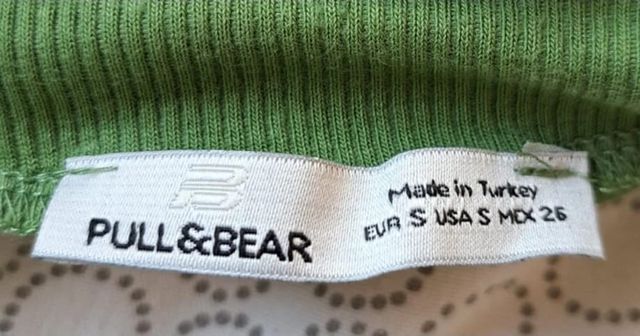 PULL&BEAR
Made in Turkey
EUR S USA S MEX 26